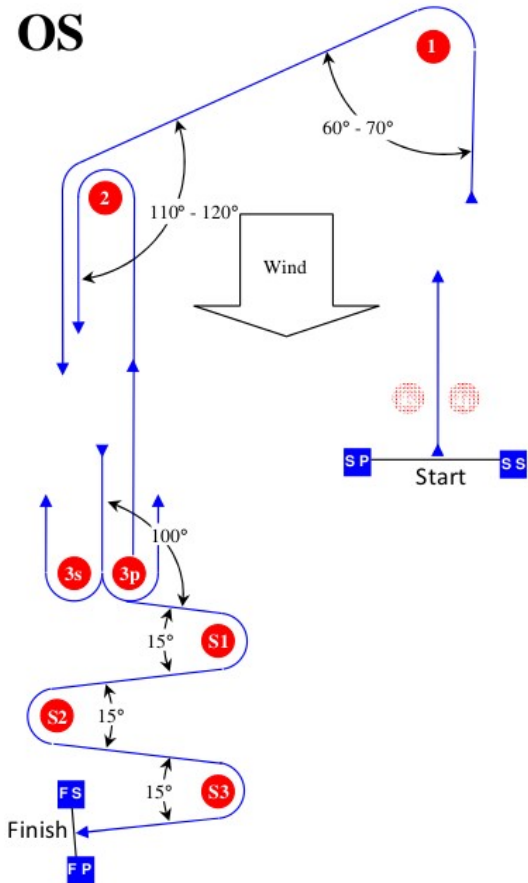 OS
1
60° - 70°
2
110° - 120°
Wind
SP
SS
Start
100°
3s
3p
15°
S1
S2
15°
15°
S3
FS
Finish
FP